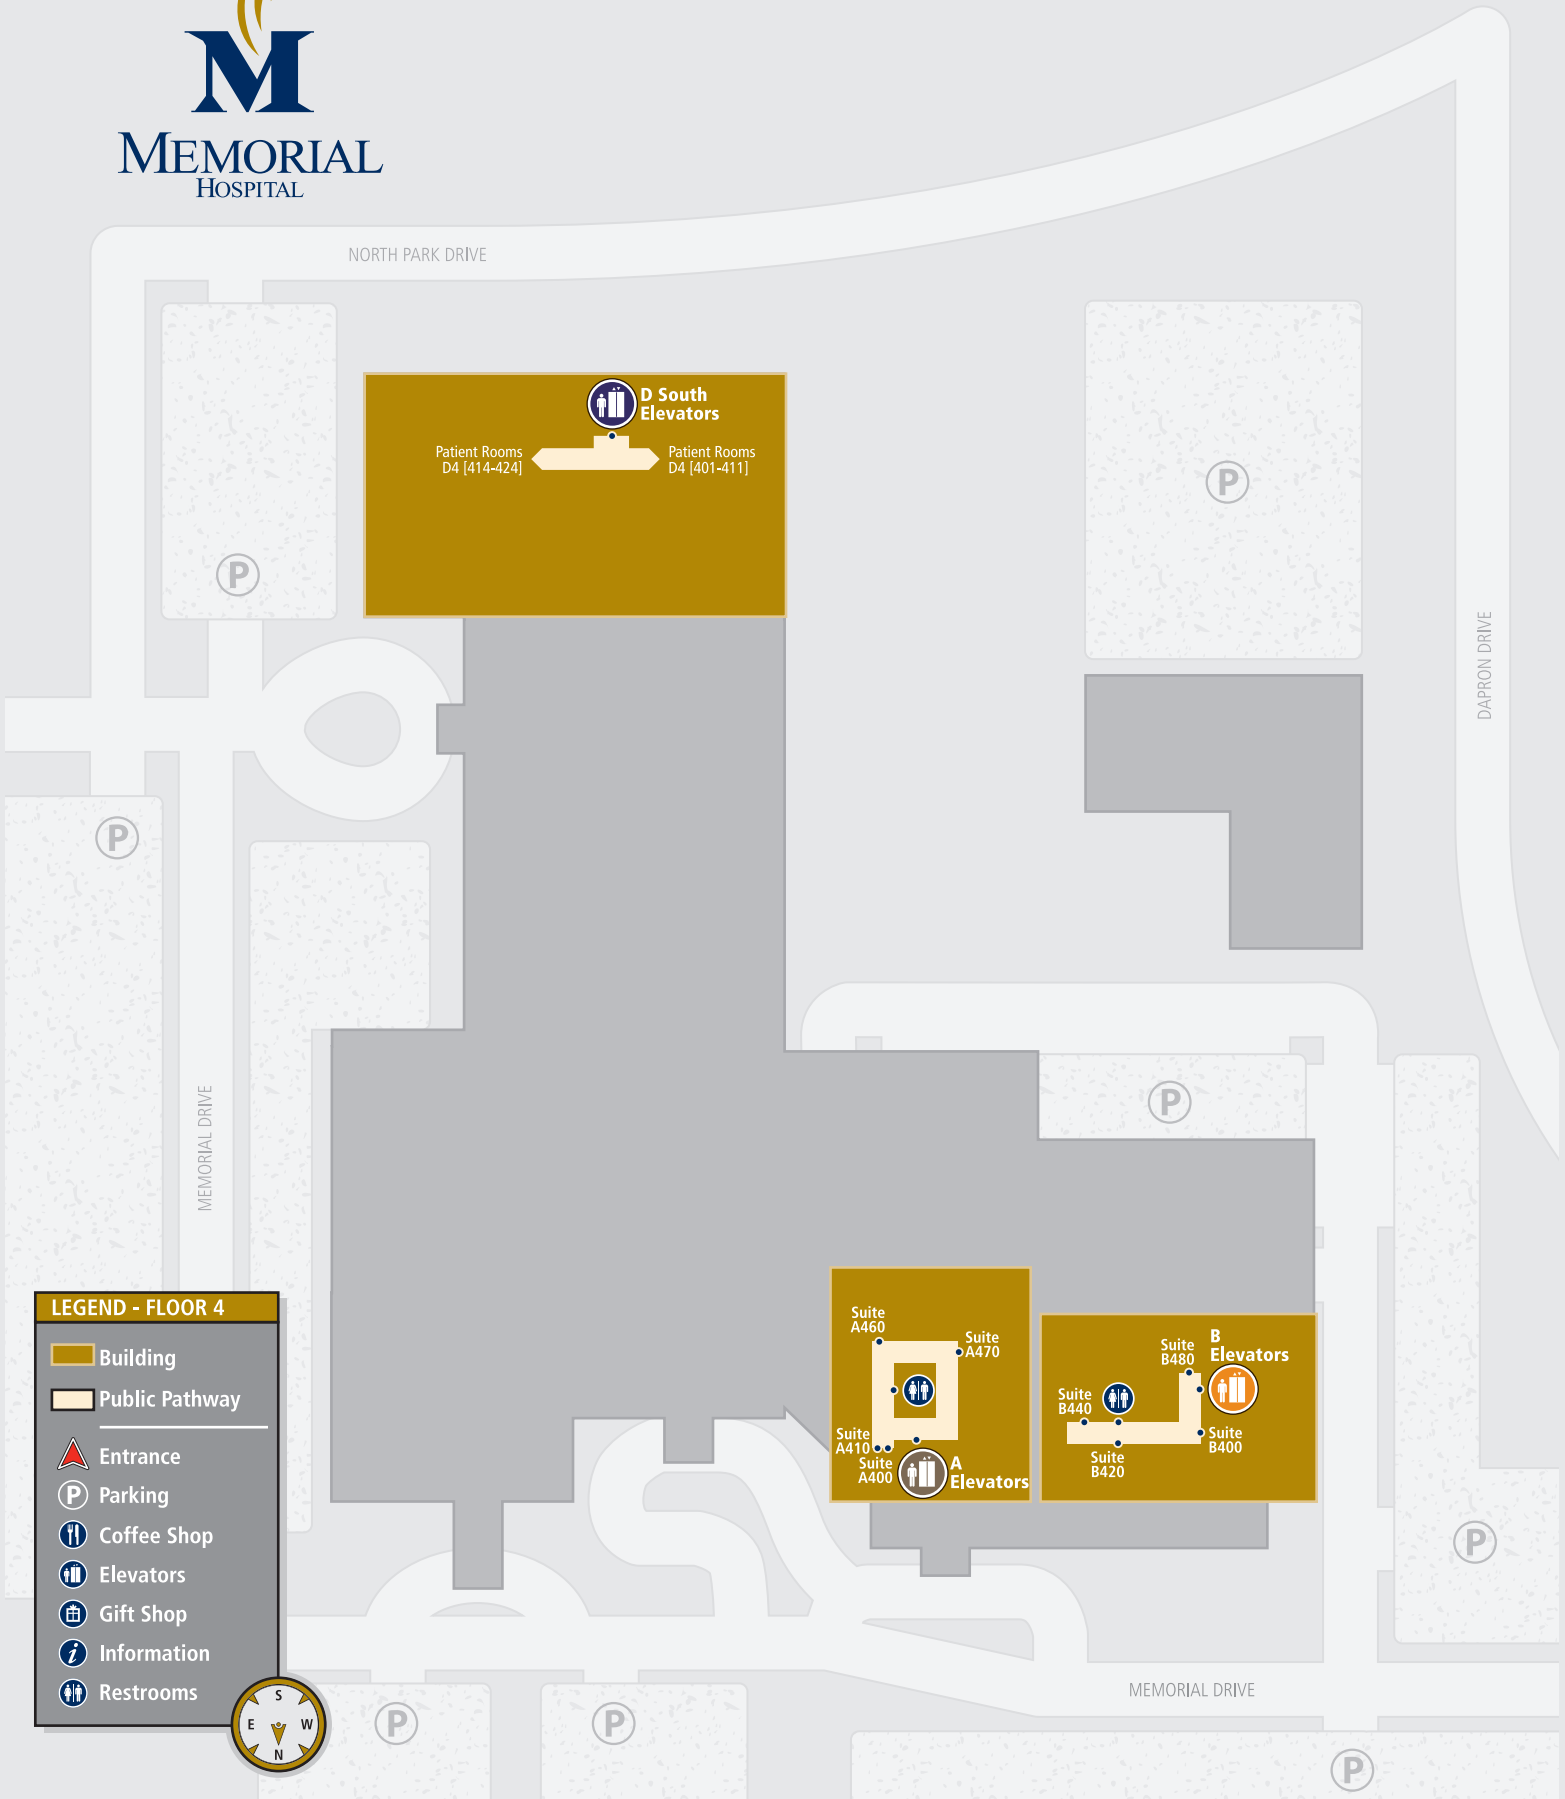 M
MEMORIAL
HOSPITAL
NORTH PARK DRIVE
D South
Elevators
Patient Rooms
D4 [414-424]
Patient Rooms
D4 [401-411]
P
P
DAPRON DRIVE
P
P
MEMORIAL DRIVE
Suite
A460
Suite
A470
Suite
A410
Suite
A400
A
Elevators
B
Elevators
Suite
B480
Suite
B440
Suite
B420
Suite
B400
P
LEGEND - FLOOR 4
Building
Public Pathway
Entrance
P
Parking
Coffee Shop
Elevators
Gift Shop
i
Information
Restrooms
S
E
W
N
P
P
MEMORIAL DRIVE
P